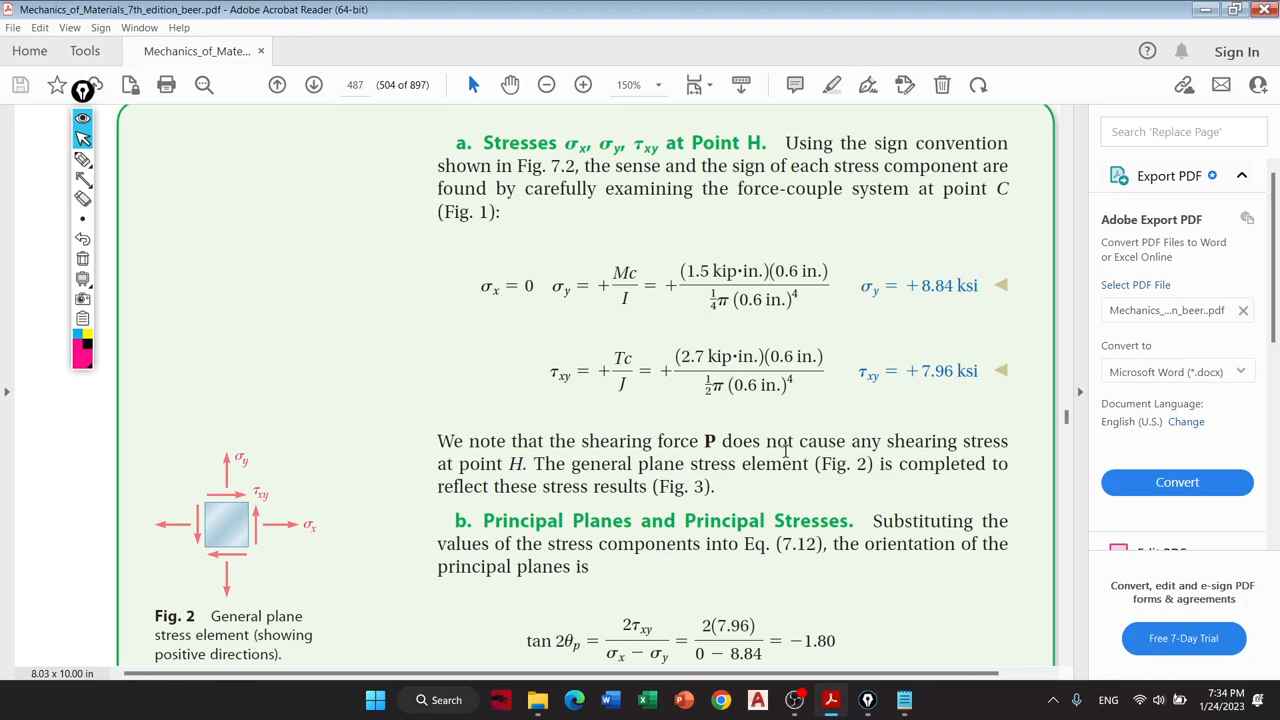 Mechanics_of_Materials_7th_edition_beer..pdf - Adobe Acrobat Reader (64-bit)
File Edit View Sign Window Help
Home Tools Mechanics_of_Mate... × Sign In
487 (504 of 897) 150%
a. Stresses σx, σy, τxy at Point H. Using the sign convention
shown in Fig. 7.2, the sense and the sign of each stress component are
found by carefully examining the force-couple system at point C
(Fig. 1):
σx = 0 σy = +Mc/I = +(1.5 kip·in.)(0.6 in.)/¼π (0.6 in.)⁴ σy = +8.84 ksi
τxy = +Tc/J = +(2.7 kip·in.)(0.6 in.)/½π (0.6 in.)⁴ τxy = +7.96 ksi
We note that the shearing force P does not cause any shearing stress
at point H. The general plane stress element (Fig. 2) is completed to
reflect these stress results (Fig. 3).
b. Principal Planes and Principal Stresses. Substituting the
values of the stress components into Eq. (7.12), the orientation of the
principal planes is
tan 2θp = 2τxy/σx − σy = 2(7.96)/0 − 8.84 = −1.80
σy
τxy
σx
Fig. 2 General plane
stress element (showing
positive directions).
8.03 x 10.00 in
Search 'Replace Page'
Export PDF
Adobe Export PDF
Convert PDF Files to Word
or Excel Online
Select PDF File
Mechanics_...n_beer..pdf
Convert to
Microsoft Word (*.docx)
Document Language:
English (U.S.) Change
Convert
Convert, edit and e-sign PDF
forms & agreements
Free 7-Day Trial
Search
ENG
7:34 PM
1/24/2023